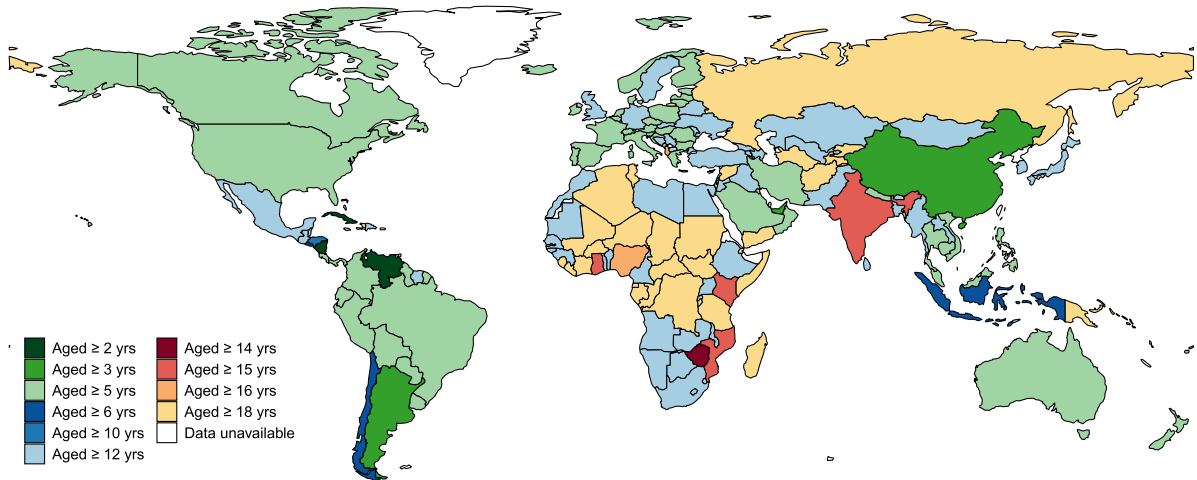 Aged ≥ 2 yrs
Aged ≥ 3 yrs
Aged ≥ 5 yrs
Aged ≥ 6 yrs
Aged ≥ 10 yrs
Aged ≥ 12 yrs
Aged ≥ 14 yrs
Aged ≥ 15 yrs
Aged ≥ 16 yrs
Aged ≥ 18 yrs
Data unavailable